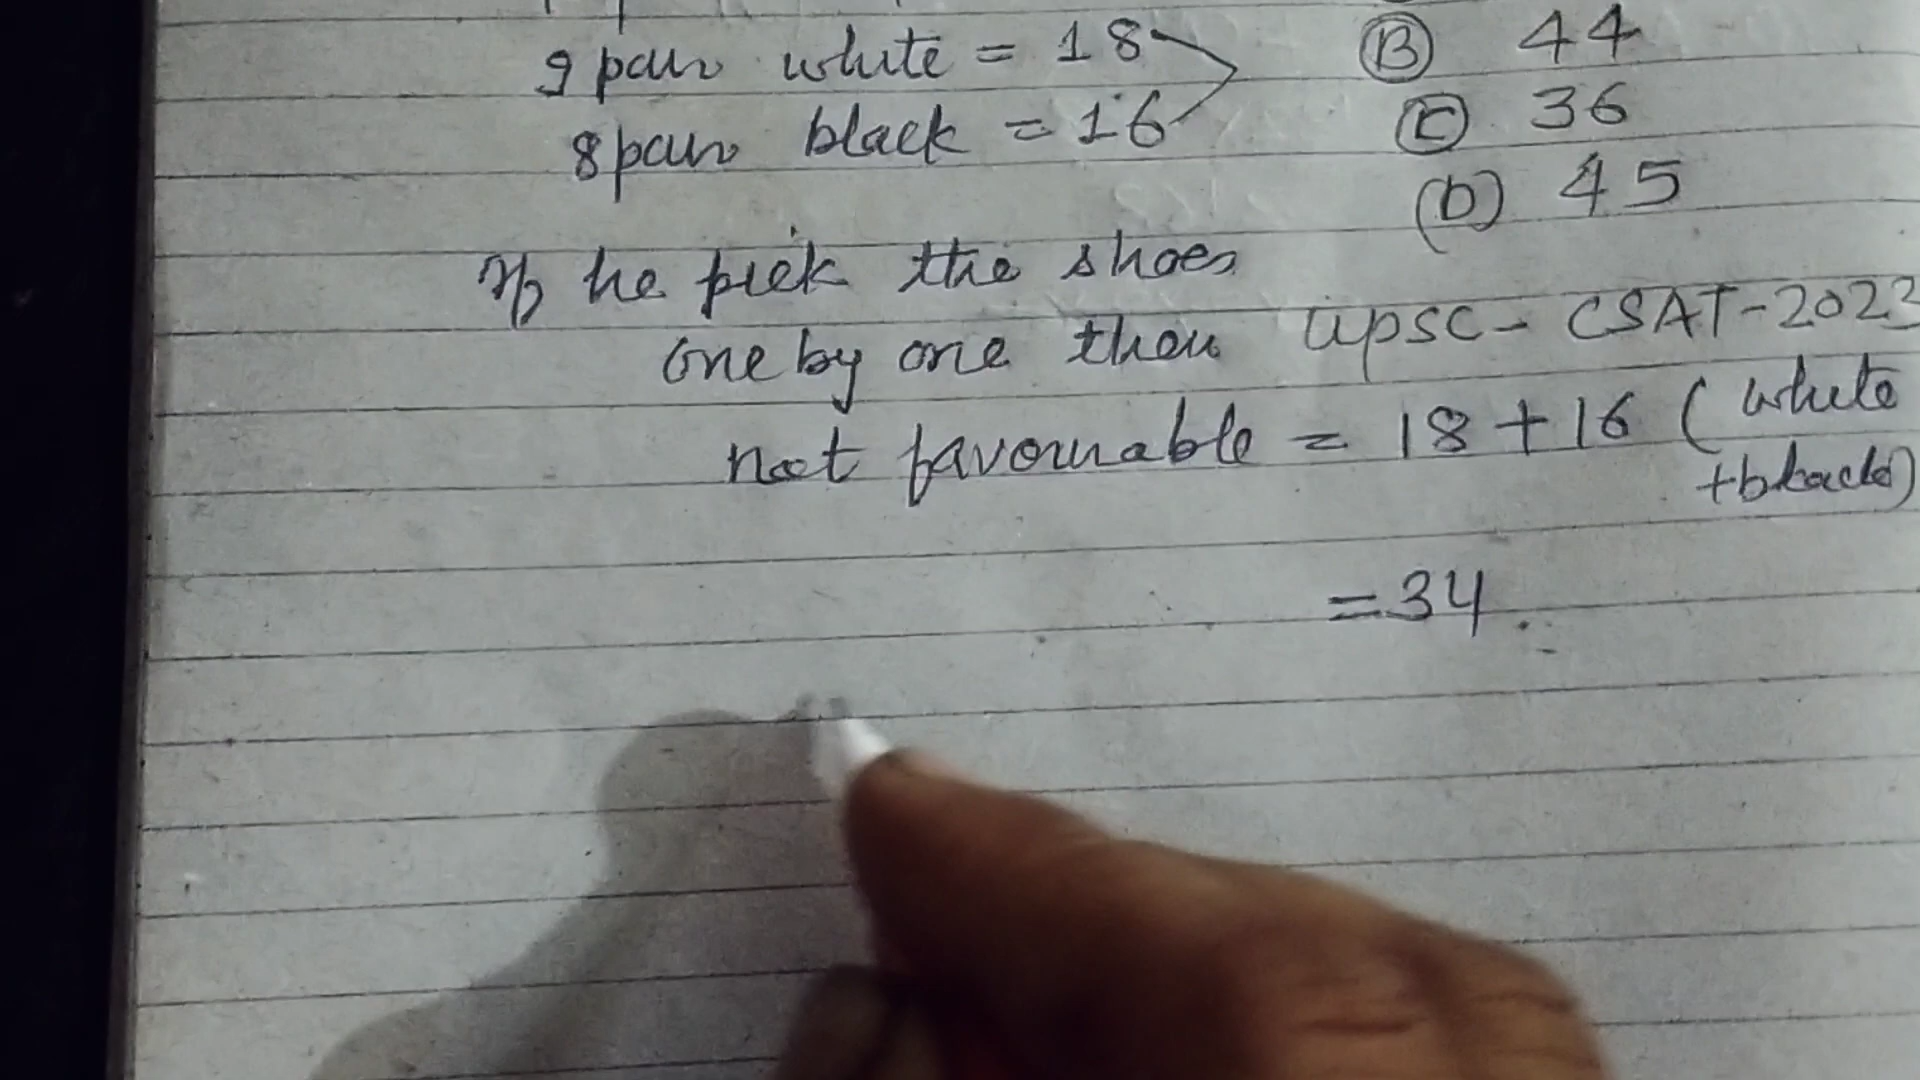 9 pair white = 18
(B) 44
8 pair black = 16
(C) 36
(D) 45
If he pick the shoes
one by one then
UPSC - CSAT-2023
not favourable = 18 + 16 (white
+ black)
= 34